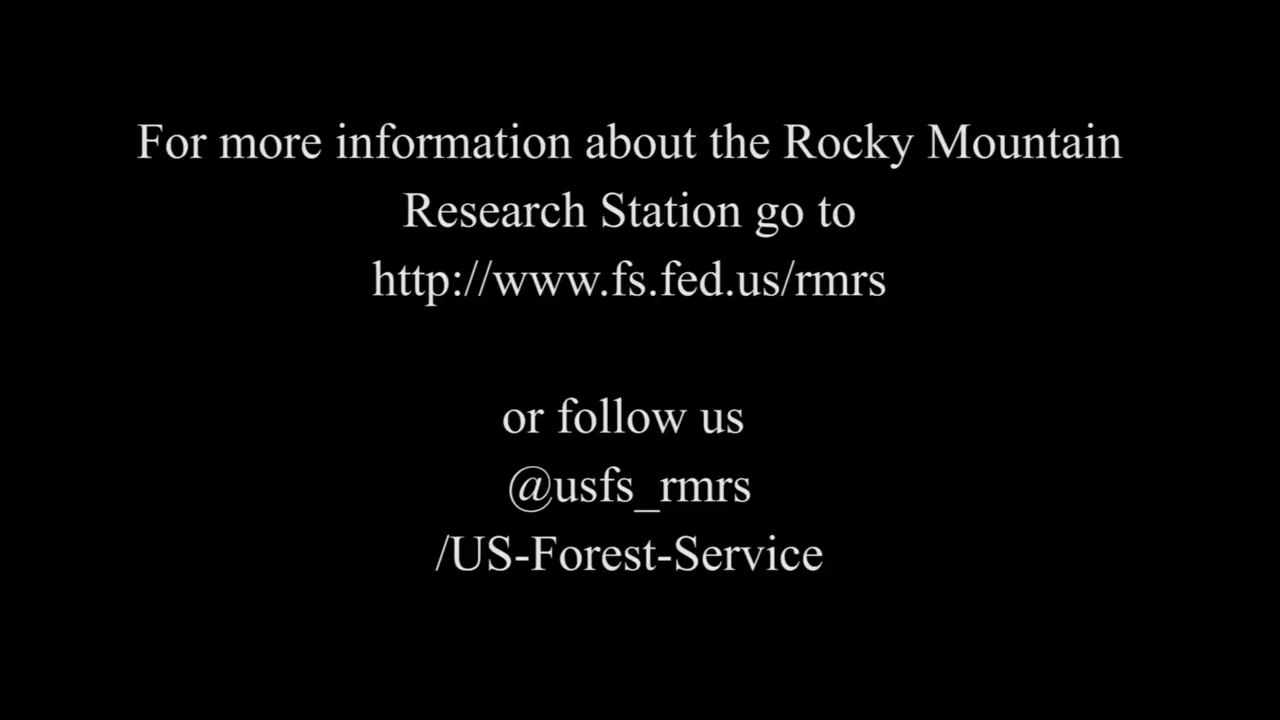 For more information about the Rocky Mountain
Research Station go to
http://www.fs.fed.us/rmrs
or follow us
@usfs_rmrs
/US-Forest-Service